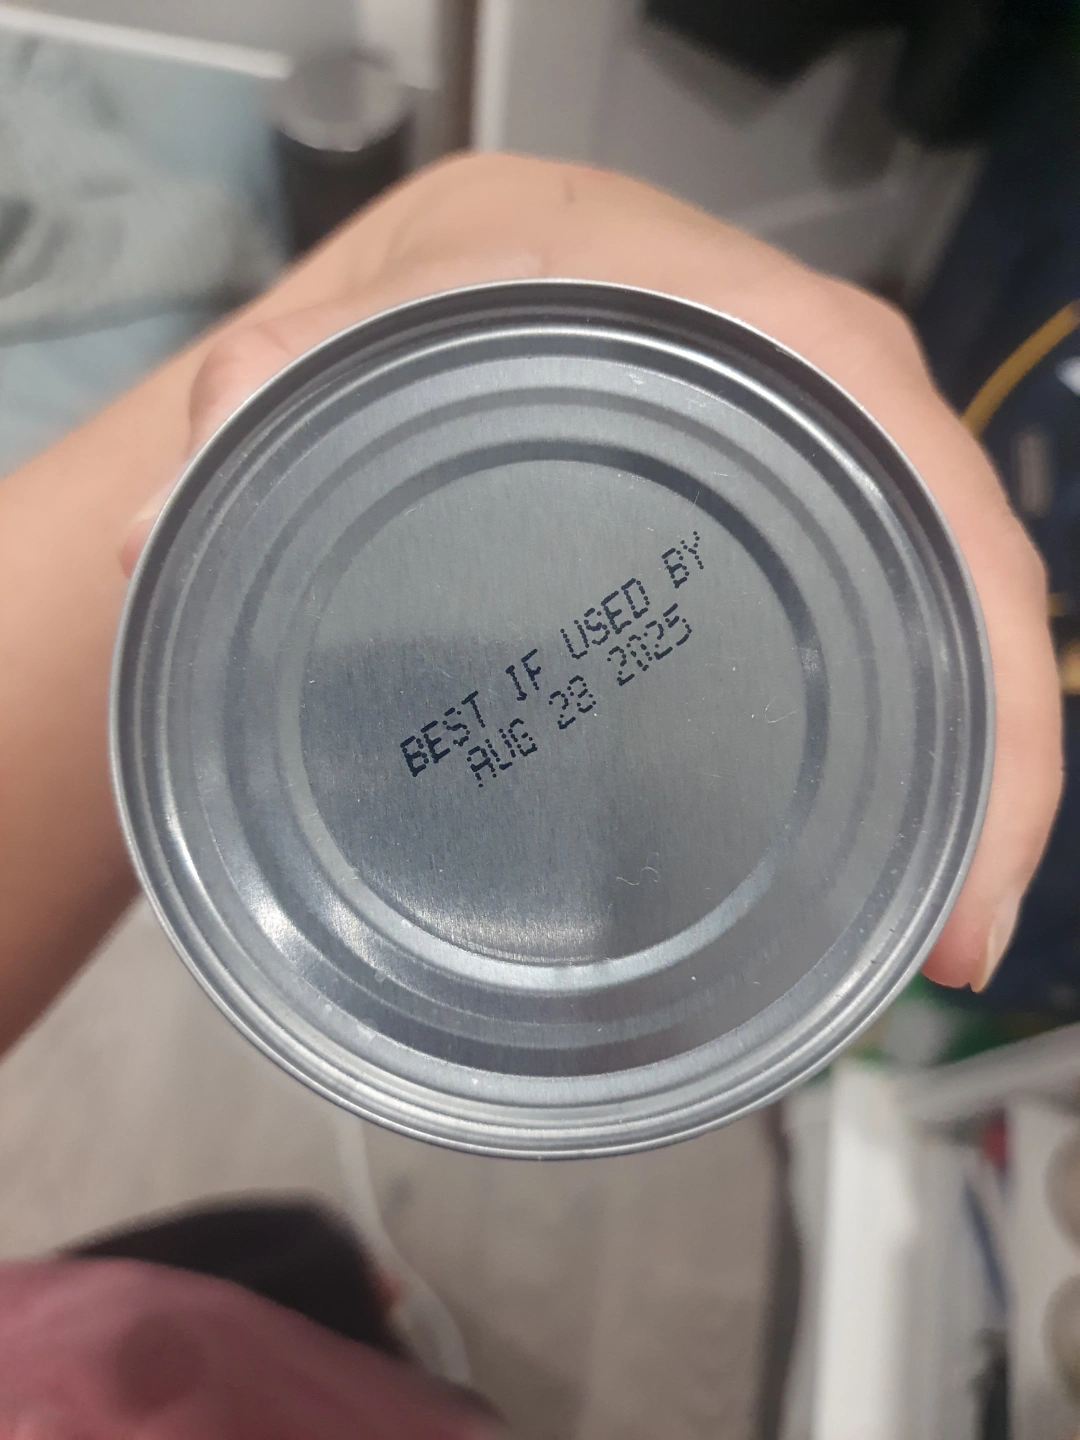 BEST IF USED BY
AUG 28 2025